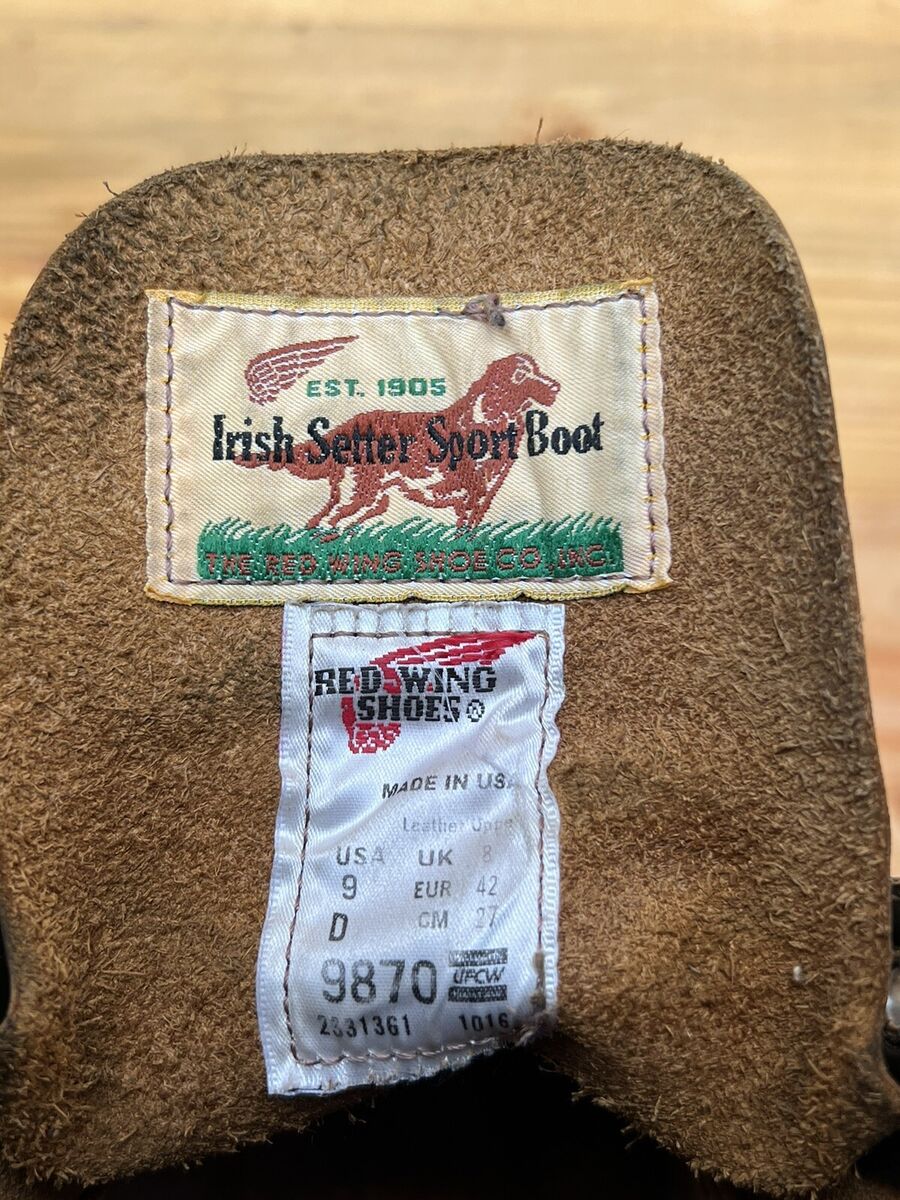 EST. 1905
Irish Setter Sport Boot
THE RED WING SHOE CO., INC.
RED WING
SHOES®
MADE IN USA
Leather Upper
USA UK 8
9 EUR 42
D CM 27
9870 UFCW
2331361 1016